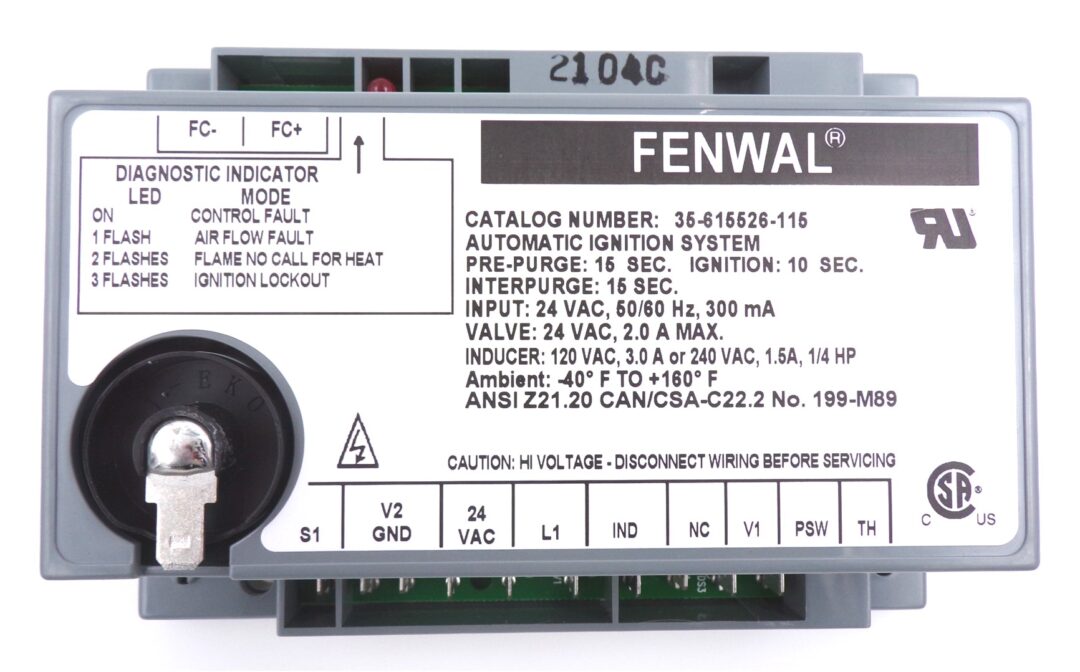 2104C
FC- FC+
DIAGNOSTIC INDICATOR
LED MODE
ON CONTROL FAULT
1 FLASH AIR FLOW FAULT
2 FLASHES FLAME NO CALL FOR HEAT
3 FLASHES IGNITION LOCKOUT
FENWAL®
CATALOG NUMBER: 35-615526-115
AUTOMATIC IGNITION SYSTEM
PRE-PURGE: 15 SEC. IGNITION: 10 SEC.
INTERPURGE: 15 SEC.
INPUT: 24 VAC, 50/60 Hz, 300 mA
VALVE: 24 VAC, 2.0 A MAX.
INDUCER: 120 VAC, 3.0 A or 240 VAC, 1.5A, 1/4 HP
Ambient: -40° F TO +160° F
ANSI Z21.20 CAN/CSA-C22.2 No. 199-M89
RU®
CAUTION: HI VOLTAGE - DISCONNECT WIRING BEFORE SERVICING
S1
V2
GND
24
VAC
L1
IND
NC
V1
PSW
TH
CSA®
C US